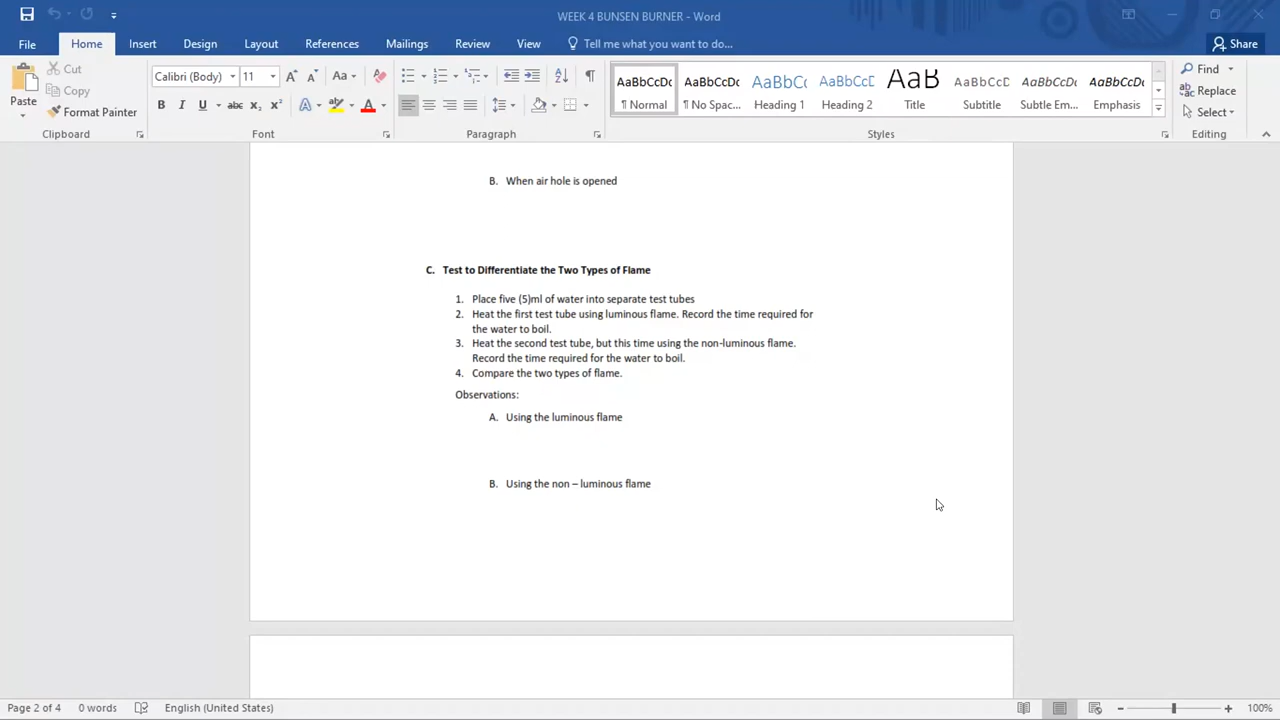 WEEK 4 BUNSEN BURNER - Word
File Home Insert Design Layout References Mailings Review View Tell me what you want to do... Share
Paste
Cut
Copy
Format Painter
Clipboard
Calibri (Body) 11
Font
Paragraph
AaBbCcDc AaBbCcDc AaBbCc AaBbCcC AaB AaBbCcD AaBbCcDc AaBbCcDc
¶ Normal ¶ No Spac... Heading Heading Title Subtitle Subtle Em... Emphasis
Styles
Find
Replace
Select
Editing
B. When air hole is opened
C. Test to Differentiate the Two Types of Flame
1. Place five (5)ml of water into separate test tubes
2. Heat the first test tube using luminous flame. Record the time required for
the water to boil.
3. Heat the second test tube, but this time using the non-luminous flame.
Record the time required for the water to boil.
4. Compare the two types of flame.
Observations:
A. Using the luminous flame
B. Using the non – luminous flame
Page 2 of 4 0 words English (United States) 100%